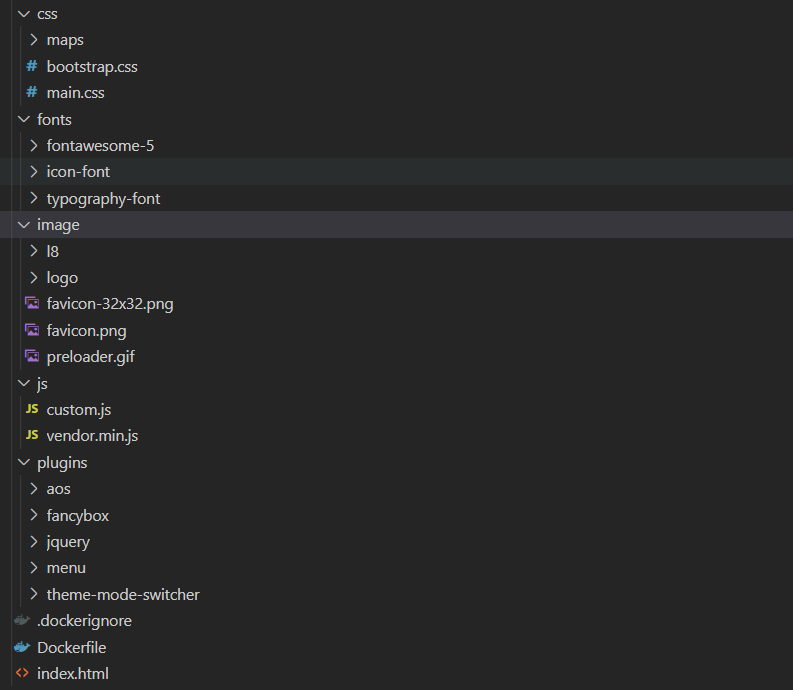 css
maps
# bootstrap.css
# main.css
fonts
fontawesome-5
icon-font
typography-font
image
l8
logo
favicon-32x32.png
favicon.png
preloader.gif
js
JS custom.js
JS vendor.min.js
plugins
aos
fancybox
jquery
menu
theme-mode-switcher
.dockerignore
Dockerfile
<> index.html